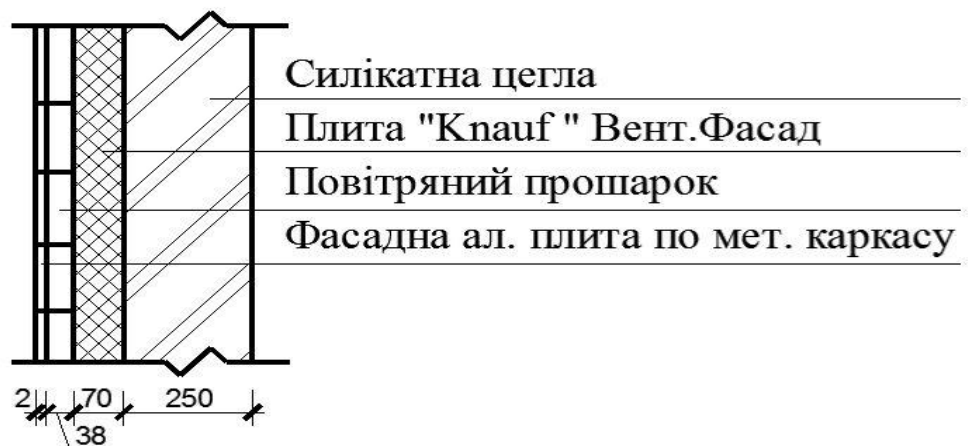 Силікатна цегла
Плита "Knauf " Вент.Фасад
Повітряний прошарок
Фасадна ал. плита по мет. каркасу
2 70 250
38